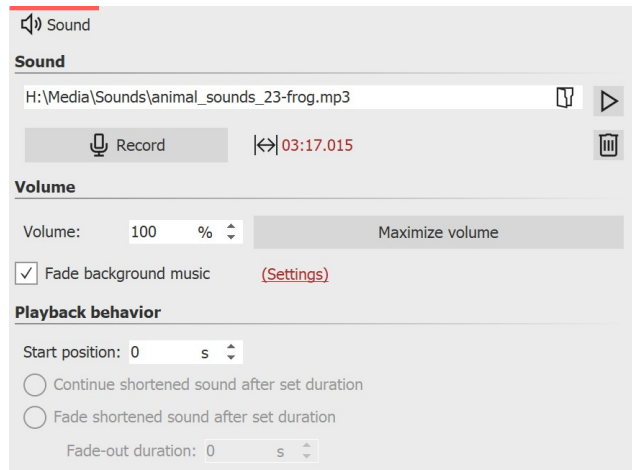 Sound
Sound
H:\Media\Sounds\animal_sounds_23-frog.mp3
Record 03:17.015
Volume
Volume: 100 % Maximize volume
Fade background music (Settings)
Playback behavior
Start position: 0 s
Continue shortened sound after set duration
Fade shortened sound after set duration
Fade-out duration: 0 s